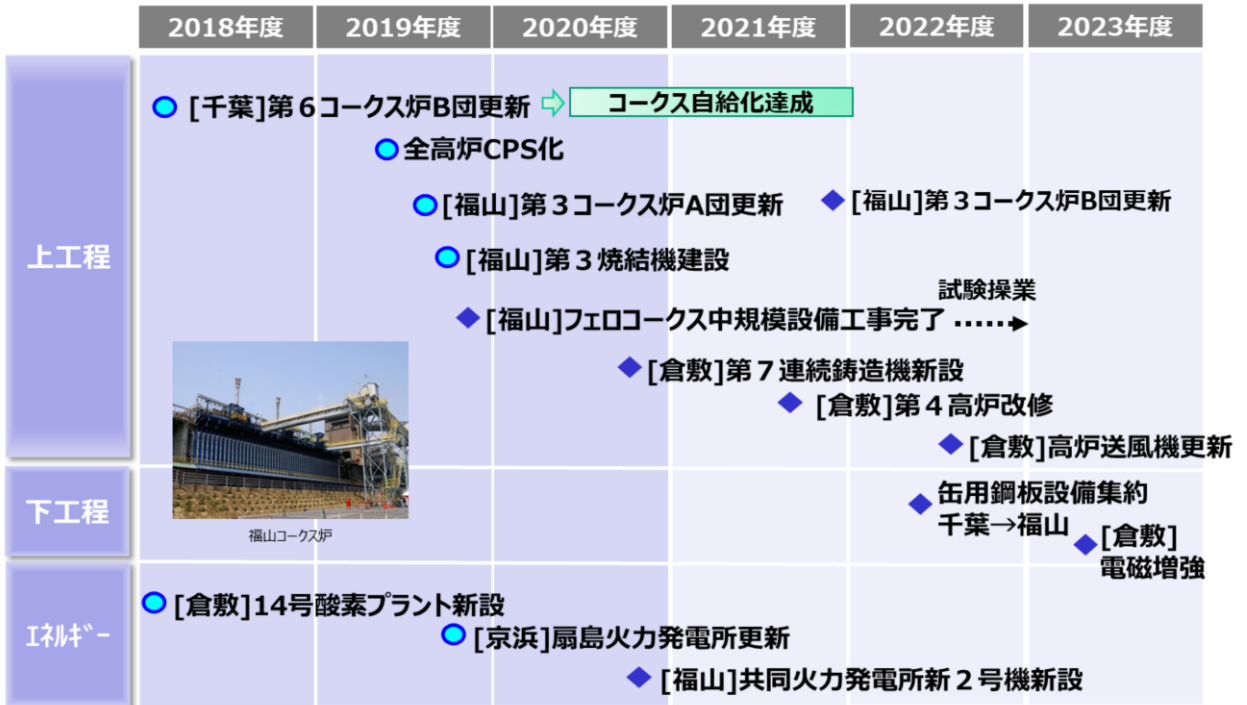 2018年度 2019年度 2020年度 2021年度 2022年度 2023年度
上工程
[千葉]第６コークス炉B団更新
コークス自給化達成
全高炉CPS化
[福山]第３コークス炉A団更新
[福山]第３コークス炉B団更新
[福山]第３焼結機建設
試験操業
[福山]フェロコークス中規模設備工事完了
[倉敷]第７連続鋳造機新設
[倉敷]第４高炉改修
[倉敷]高炉送風機更新
福山コークス炉
下工程
缶用鋼板設備集約
千葉→福山
[倉敷]
電磁増強
ｴﾈﾙｷﾞｰ
[倉敷]14号酸素プラント新設
[京浜]扇島火力発電所更新
[福山]共同火力発電所新２号機新設